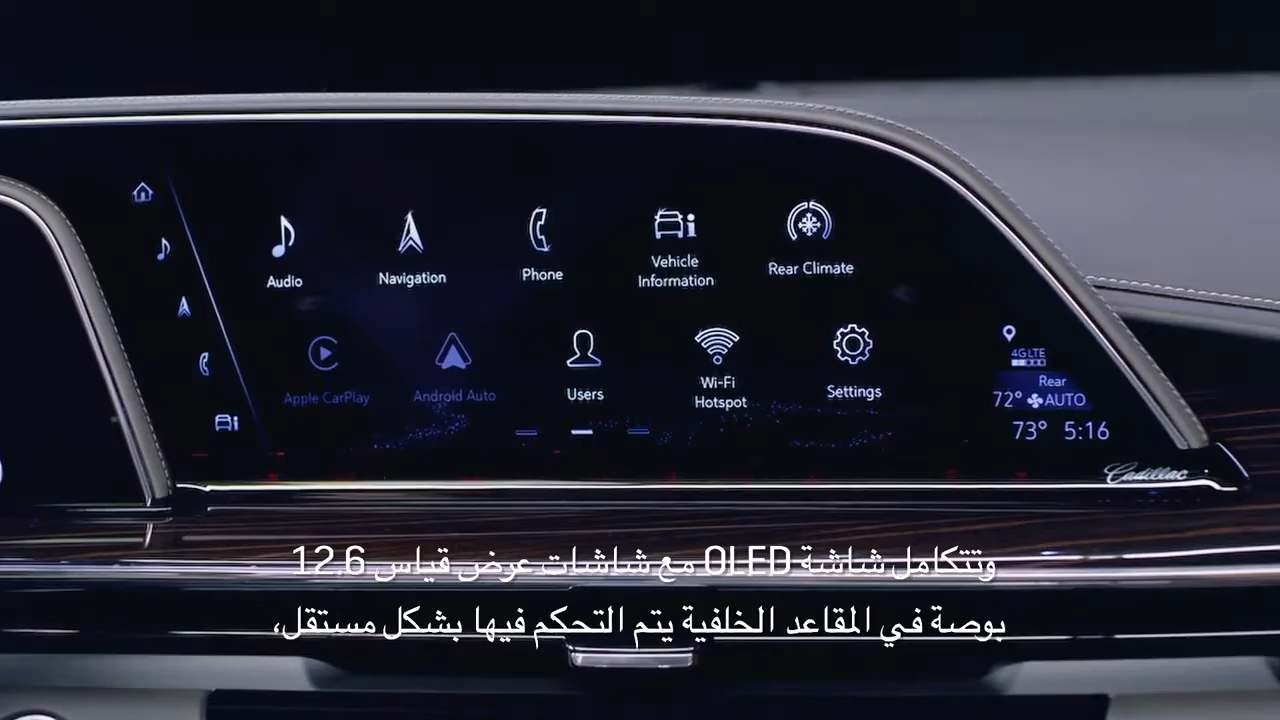 Audio
Navigation
Phone
Vehicle
Information
Rear Climate
Apple CarPlay
Android Auto
Users
Wi-Fi
Hotspot
Settings
4G LTE
Rear
72° AUTO
73° 5:16
Cadillac
وتتكامل شاشة OLED مع شاشات عرض قياس 12.6
بوصة في المقاعد الخلفية يتم التحكم فيها بشكل مستقل،